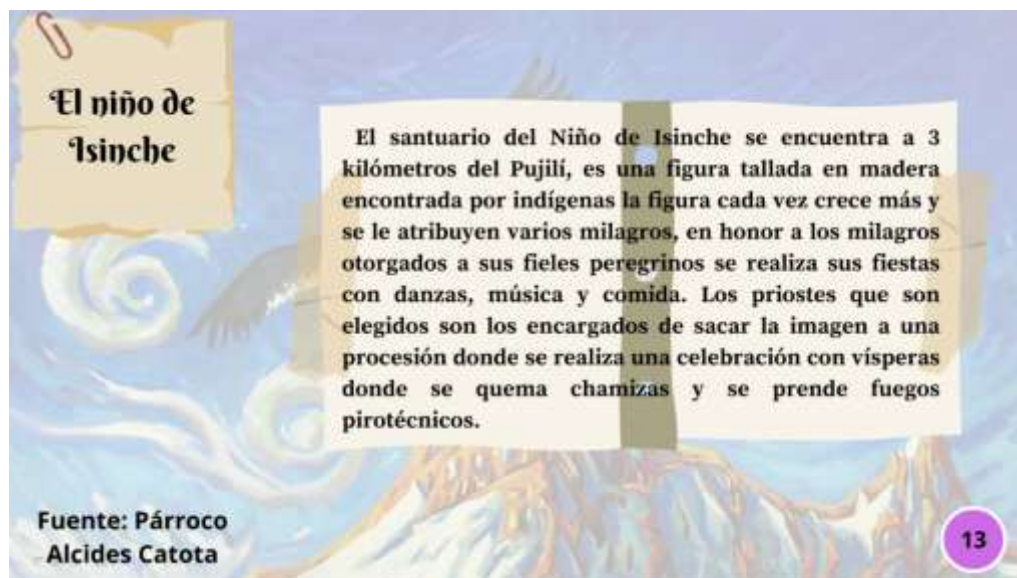 El niño de
Isinche
El santuario del Niño de Isinche se encuentra a 3
kilómetros del Pujilí, es una figura tallada en madera
encontrada por indígenas la figura cada vez crece más y
se le atribuyen varios milagros, en honor a los milagros
otorgados a sus fieles peregrinos se realiza sus fiestas
con danzas, música y comida. Los priostes que son
elegidos son los encargados de sacar la imagen a una
procesión donde se realiza una celebración con vísperas
donde se quema chamizas y se prende fuegos
pirotécnicos.
Fuente: Párroco
Alcides Catota
13